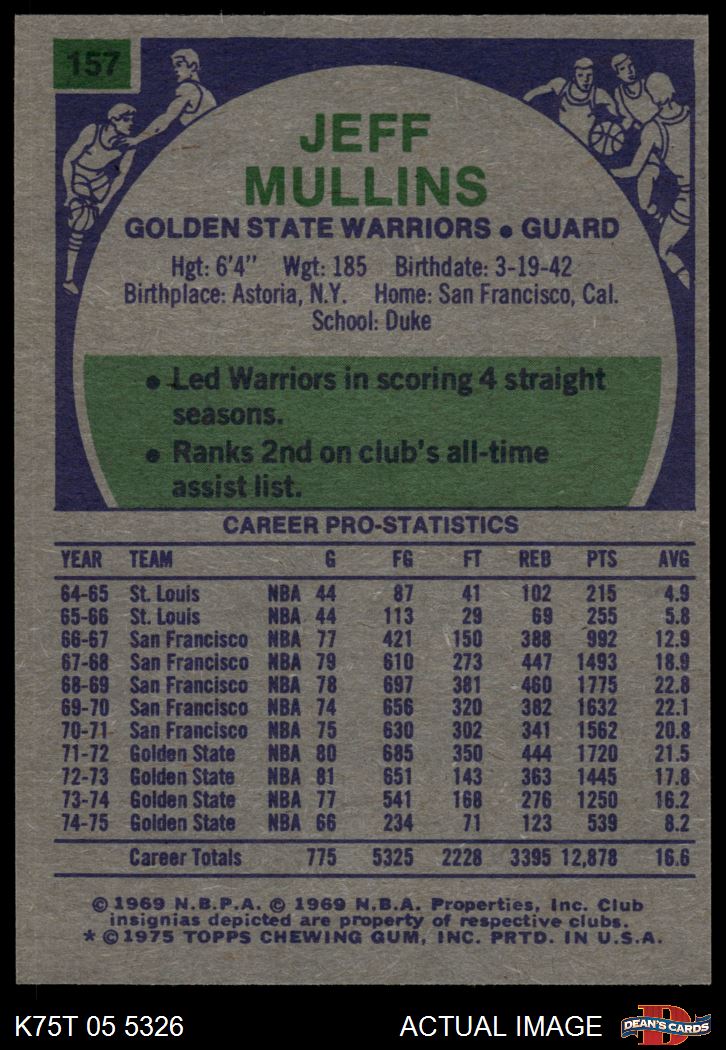 157
JEFF
MULLINS
GOLDEN STATE WARRIORS • GUARD
Hgt: 6'4" Wgt: 185 Birthdate: 3-19-42
Birthplace: Astoria, N.Y. Home: San Francisco, Cal.
School: Duke
• Led Warriors in scoring 4 straight
seasons.
• Ranks 2nd on club's all-time
assist list.
CAREER PRO-STATISTICS
YEAR TEAM G FG FT REB PTS AVG
64-65 St. Louis NBA 44 87 41 102 215 4.9
65-66 St. Louis NBA 44 113 29 69 255 5.8
66-67 San Francisco NBA 77 421 150 388 992 12.9
67-68 San Francisco NBA 79 610 273 447 1493 18.9
68-69 San Francisco NBA 78 697 381 460 1775 22.8
69-70 San Francisco NBA 74 656 320 382 1632 22.1
70-71 San Francisco NBA 75 630 302 341 1562 20.8
71-72 Golden State NBA 80 685 350 444 1720 21.5
72-73 Golden State NBA 81 651 143 363 1445 17.8
73-74 Golden State NBA 77 541 168 276 1250 16.2
74-75 Golden State NBA 66 234 71 123 539 8.2
Career Totals 775 5325 2228 3395 12,878 16.6
© 1969 N.B.P.A. © 1969 N.B.A. Properties, Inc. Club
insignias depicted are property of respective clubs.
* © 1975 TOPPS CHEWING GUM, INC. PRTD. IN U.S.A.
K75T 05 5326 ACTUAL IMAGE
D
DEAN'S CARDS